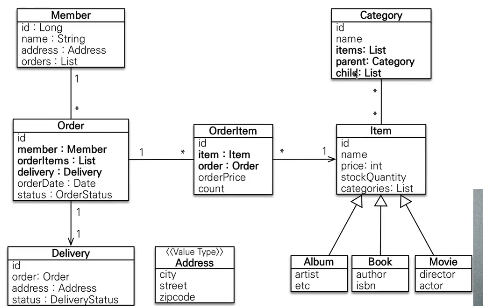 Member
id : Long
name : String
address : Address
orders : List
Category
id
name
items: List
parent: Category
child: List
1
*
*
*
Order
id
member : Member
orderItems : List
delivery : Delivery
orderDate : Date
status : OrderStatus
1
*
OrderItem
id
item : Item
order : Order
orderPrice
count
*
1
Item
id
name
price: int
stockQuantity
categories: List
1
1
Delivery
id
order: Order
address : Address
status : DeliveryStatus
⟨⟨Value Type⟩⟩
Address
city
street
zipcode
Album
artist
etc
Book
author
isbn
Movie
director
actor